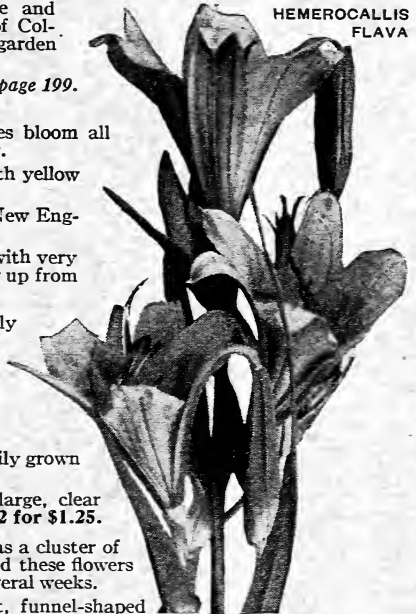 HEMEROCALLIS
FLAVA
e and
of Col-
garden
page 199.
es bloom all
th yellow
New Eng-
with very
up from
ly
ily grown
large, clear
2 for $1.25.
as a cluster of
d these flowers
veral weeks.
t, funnel-shaped